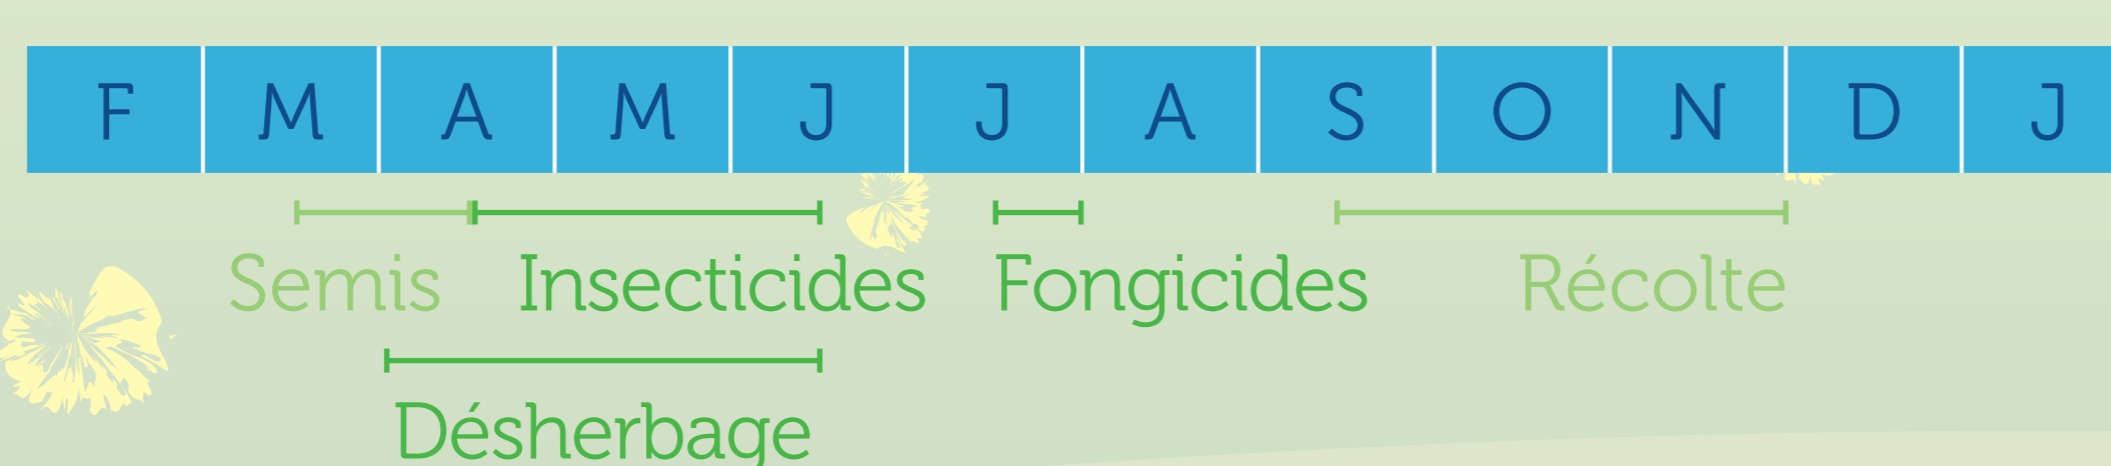 F M A M J J A S O N D J
Semis Insecticides Fongicides Récolte
Désherbage